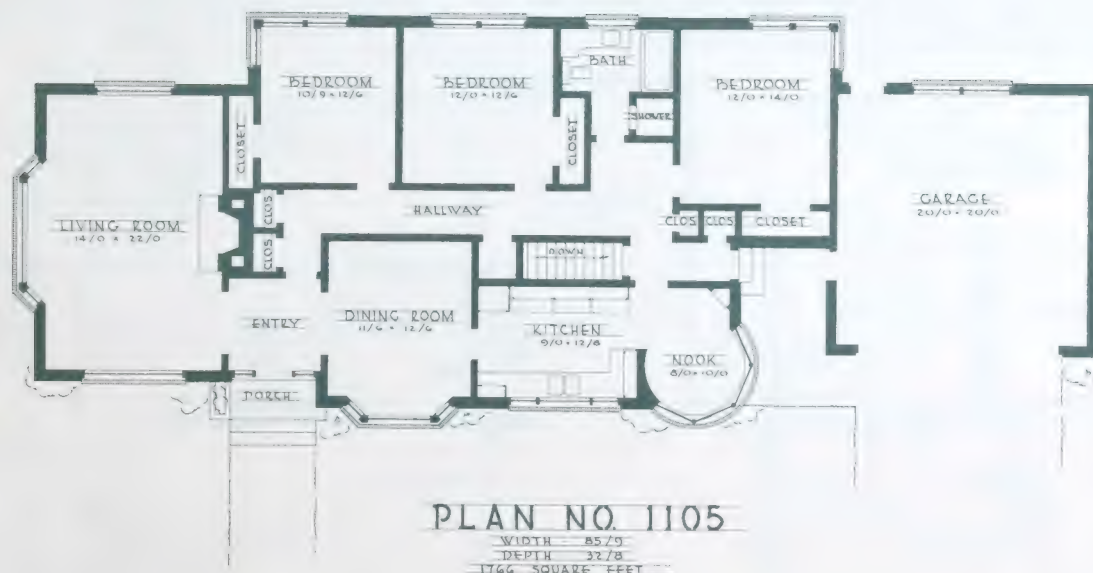 BEDROOM
10/9 × 12/6
BEDROOM
12/0 × 12/6
BATH
BEDROOM
12/0 × 14/0
SHOWER
CLOSET
CLOSET
LIVING ROOM
14/0 × 22/0
CLOS
CLOS
HALLWAY
CLOS
CLOS
CLOSET
GARAGE
20/0 × 20/0
DOWN
ENTRY
DINING ROOM
11/6 × 12/6
KITCHEN
9/0 × 12/8
NOOK
8/0 × 10/0
PORCH
PLAN NO. 1105
WIDTH 85/9
DEPTH 32/8
1766 SQUARE FEET